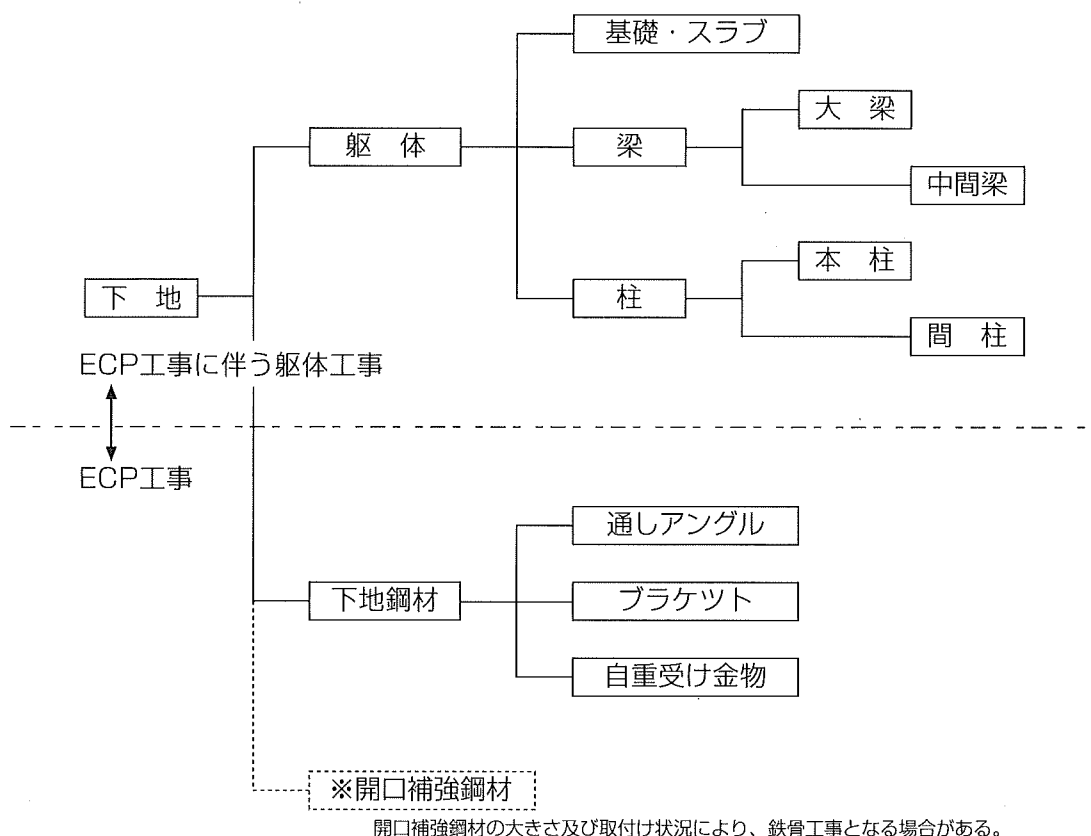 基礎・スラブ
大 梁
躯 体
梁
中間梁
本 柱
下 地
柱
間 柱
ECP工事に伴う躯体工事
ECP工事
通しアングル
下地鋼材
ブラケツト
自重受け金物
※開口補強鋼材
開口補強鋼材の大きさ及び取付け状況により、鉄骨工事となる場合がある。